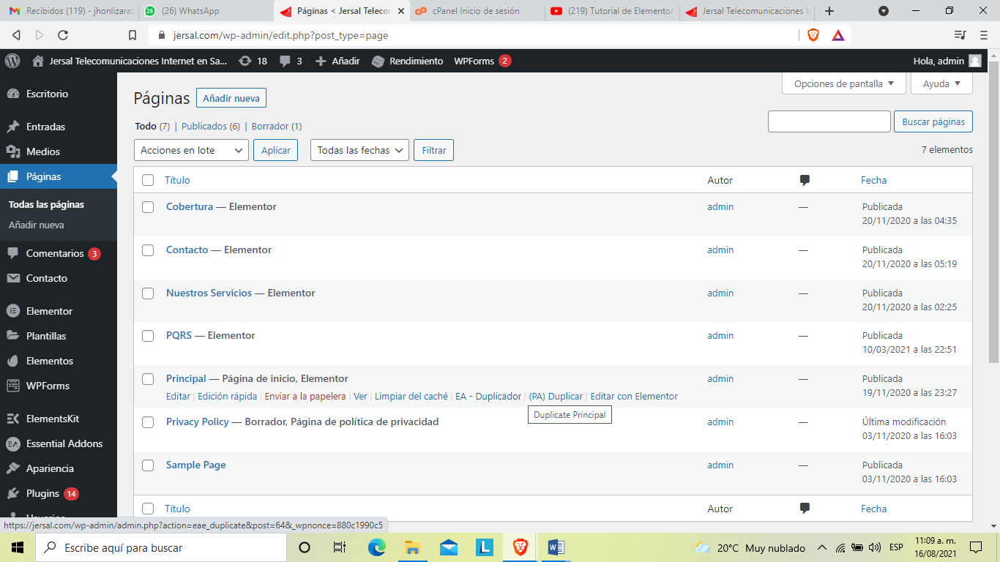 Recibidos (119) - jhonlizaraz
(26) WhatsApp
Páginas < Jersal Telecom
cPanel Inicio de sesión
(219) Tutorial de Elementor
Jersal Telecomunicaciones In
jersal.com/wp-admin/edit.php?post_type=page
Jersal Telecomunicaciones Internet en Sa... 18 3 Añadir Rendimiento WPForms 2 Hola, admin
Opciones de pantalla Ayuda
Escritorio
Entradas
Medios
Páginas
Todas las páginas
Añadir nueva
Comentarios 3
Contacto
Elementor
Plantillas
Elementos
WPForms
ElementsKit
Essential Addons
Apariencia
Plugins 14
Usuarios
Páginas Añadir nueva
Todo (7) | Publicados (6) | Borrador (1)
Buscar páginas
Acciones en lote Aplicar Todas las fechas Filtrar 7 elementos
Título Autor Fecha
Cobertura — Elementor admin — Publicada
20/11/2020 a las 04:35
Contacto — Elementor admin — Publicada
20/11/2020 a las 05:19
Nuestros Servicios — Elementor admin — Publicada
20/11/2020 a las 02:25
PQRS — Elementor admin — Publicada
10/03/2021 a las 22:51
Principal — Página de inicio, Elementor admin — Publicada
19/11/2020 a las 23:27
Editar | Edición rápida | Enviar a la papelera | Ver | Limpiar del caché | EA - Duplicador | (PA) Duplicar | Editar con Elementor
Duplicate Principal
Privacy Policy — Borrador, Página de política de privacidad admin — Última modificación
03/11/2020 a las 16:03
Sample Page admin — Publicada
03/11/2020 a las 16:03
Título Autor Fecha
https://jersal.com/wp-admin/admin.php?action=eae_duplicate&post=64&_wpnonce=880c1990c5
Escribe aquí para buscar
L
W
20°C Muy nublado
ESP
11:09 a. m.
16/08/2021